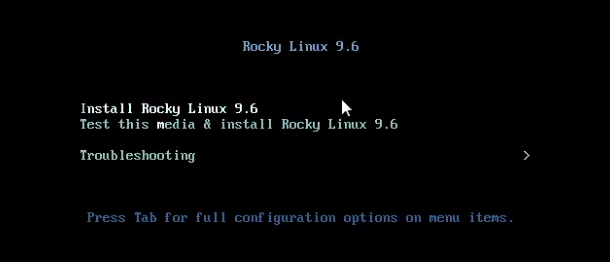 Rocky Linux 9.6
Install Rocky Linux 9.6
Test this media & install Rocky Linux 9.6
Troubleshooting >
Press Tab for full configuration options on menu items.